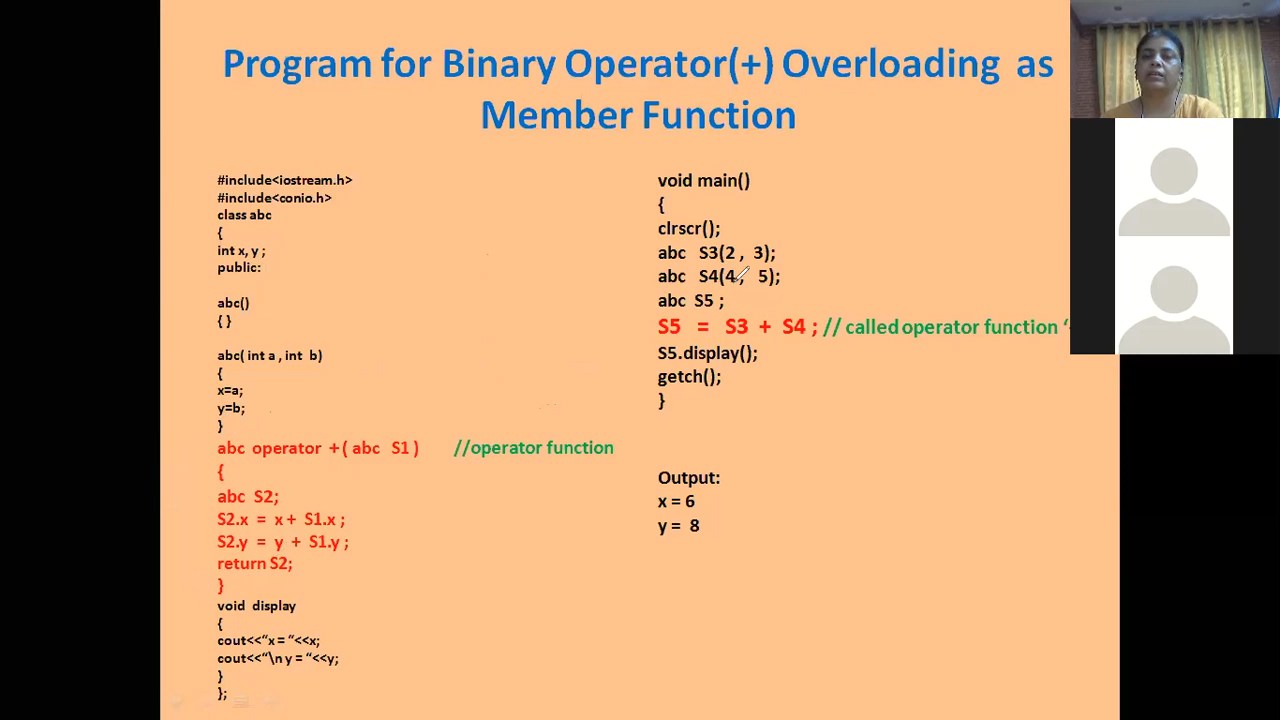 Program for Binary Operator(+) Overloading as
Member Function
#include<iostream.h>
#include<conio.h>
class abc
{
int x, y ;
public:
abc()
{ }
abc( int a , int b)
{
x=a;
y=b;
}
abc operator +( abc S1 ) //operator function
{
abc S2;
S2.x = x + S1.x ;
S2.y = y + S1.y ;
return S2;
}
void display
{
cout<<“x = “<<x;
cout<<“\n y = “<<y;
}
};
void main()
{
clrscr();
abc S3(2 , 3);
abc S4(4 , 5);
abc S5 ;
S5 = S3 + S4 ; // called operator function ‘
S5.display();
getch();
}
Output:
x = 6
y = 8